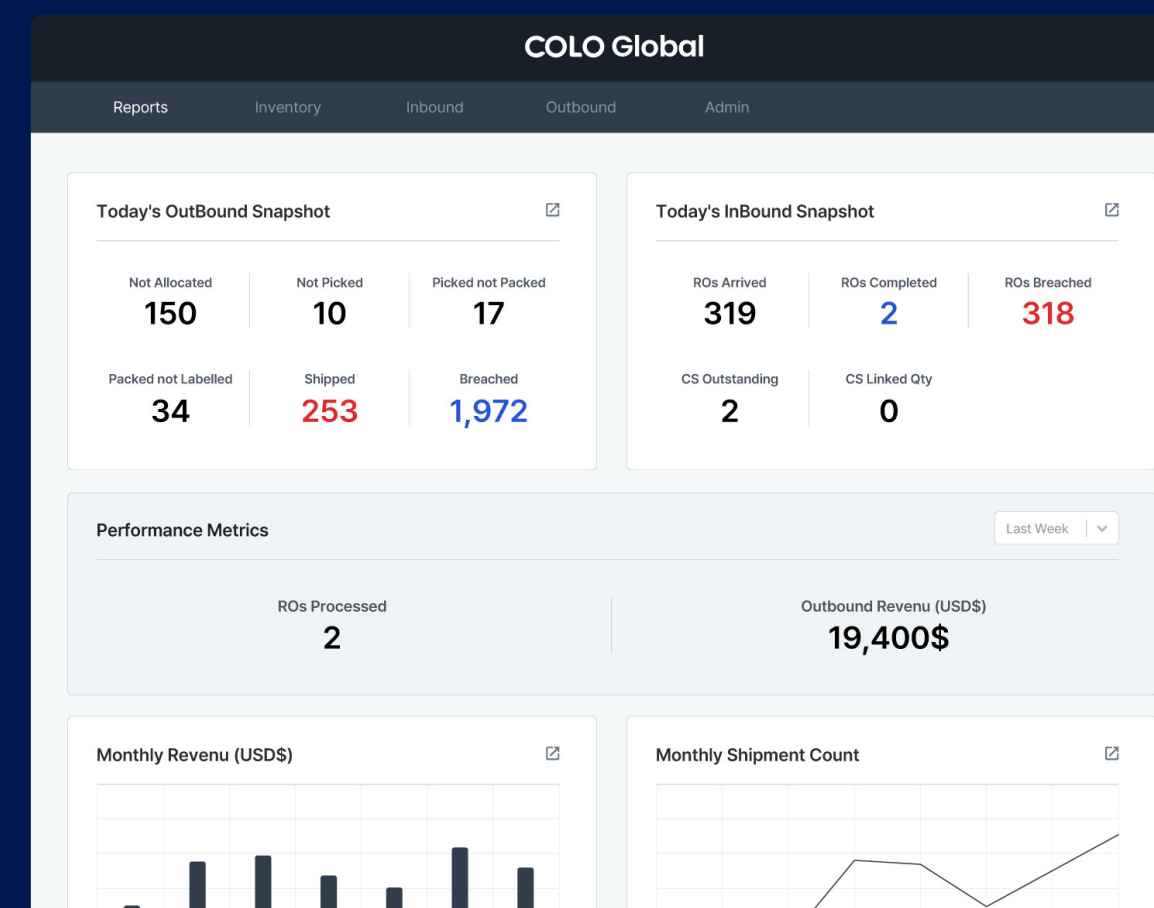 COLO Global
Reports Inventory Inbound Outbound Admin
Today's OutBound Snapshot
Not Allocated Not Picked Picked not Packed
150 10 17
Packed not Labelled Shipped Breached
34 253 1,972
Today's InBound Snapshot
ROs Arrived ROs Completed ROs Breached
319 2 318
CS Outstanding CS Linked Qty
2 0
Performance Metrics
Last Week
ROs Processed Outbound Revenu (USD$)
2 19,400$
Monthly Revenu (USD$)
Monthly Shipment Count